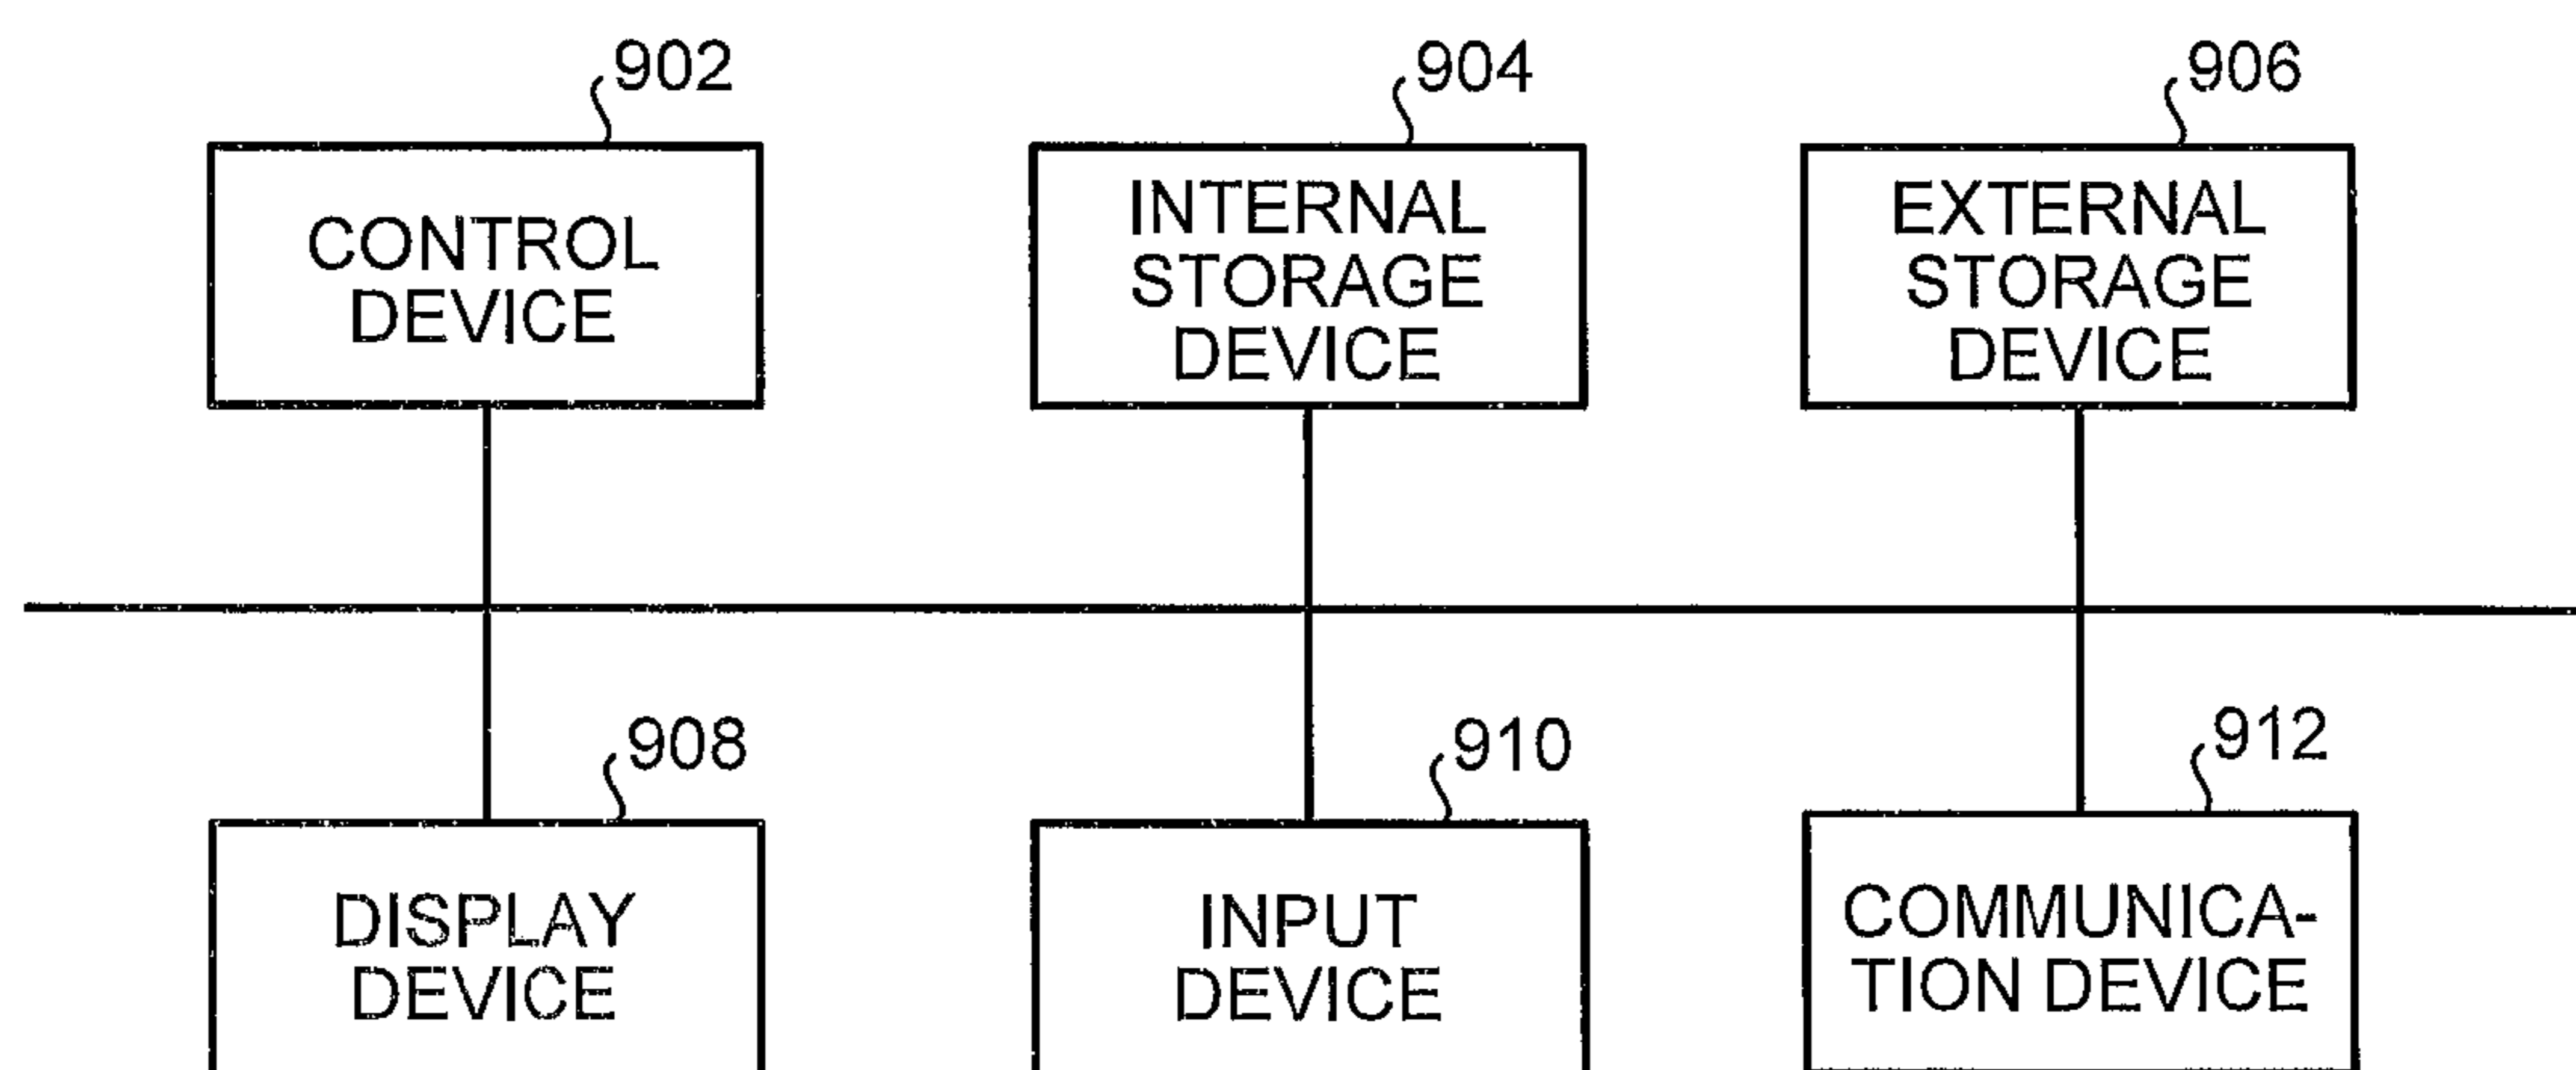 902
904
906
CONTROL
DEVICE
INTERNAL
STORAGE
DEVICE
EXTERNAL
STORAGE
DEVICE
908
910
912
DISPLAY
DEVICE
INPUT
DEVICE
COMMUNICA-
TION DEVICE